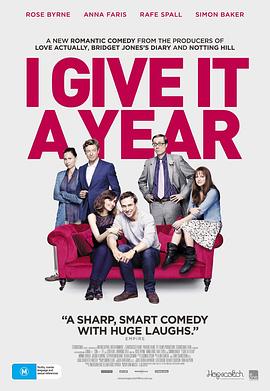 ROSE BYRNE ANNA FARIS RAFE SPALL SIMON BAKER
A NEW ROMANTIC COMEDY FROM THE PRODUCERS OF
LOVE ACTUALLY, BRIDGET JONES'S DIARY AND NOTTING HILL
I GIVE IT
A YEAR
“A SHARP, SMART COMEDY
WITH HUGE LAUGHS.”
EMPIRE
M
Hopscotch